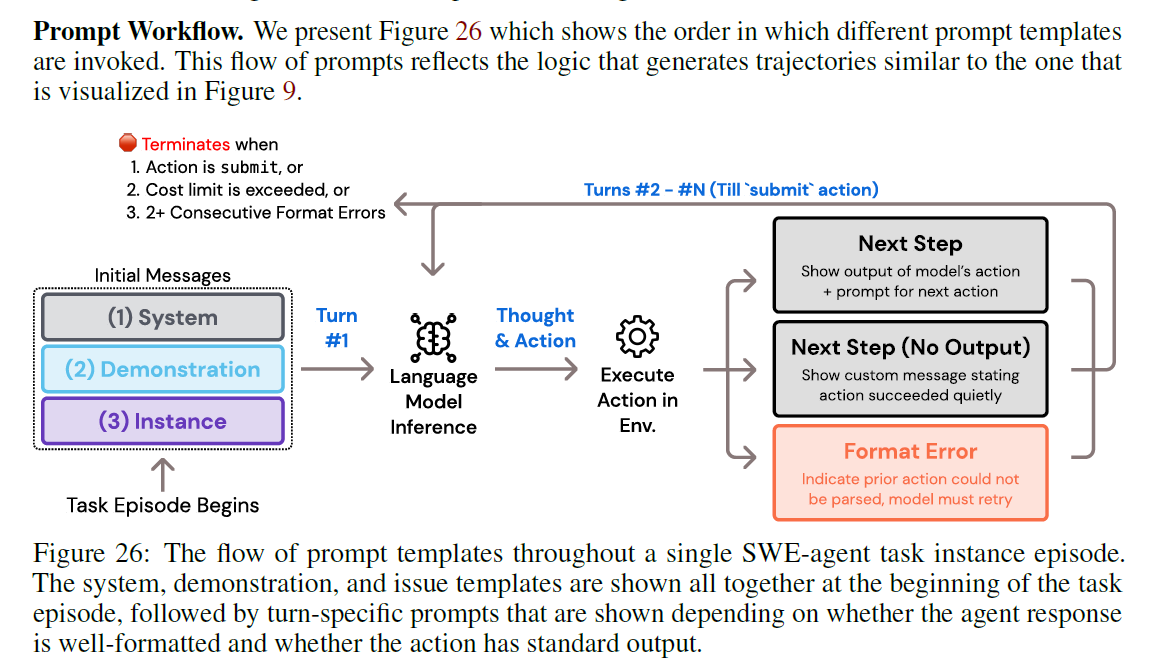 Prompt Workflow. We present Figure 26 which shows the order in which different prompt templates
are invoked. This flow of prompts reflects the logic that generates trajectories similar to the one that
is visualized in Figure 9.
Terminates when
1. Action is submit, or
2. Cost limit is exceeded, or
3. 2+ Consecutive Format Errors
Turns #2 - #N (Till `submit` action)
Initial Messages
(1) System
(2) Demonstration
(3) Instance
Task Episode Begins
Turn
#1
Language
Model
Inference
Thought
& Action
Execute
Action in
Env.
Next Step
Show output of model's action
+ prompt for next action
Next Step (No Output)
Show custom message stating
action succeeded quietly
Format Error
Indicate prior action could not
be parsed, model must retry
Figure 26: The flow of prompt templates throughout a single SWE-agent task instance episode.
The system, demonstration, and issue templates are shown all together at the beginning of the task
episode, followed by turn-specific prompts that are shown depending on whether the agent response
is well-formatted and whether the action has standard output.